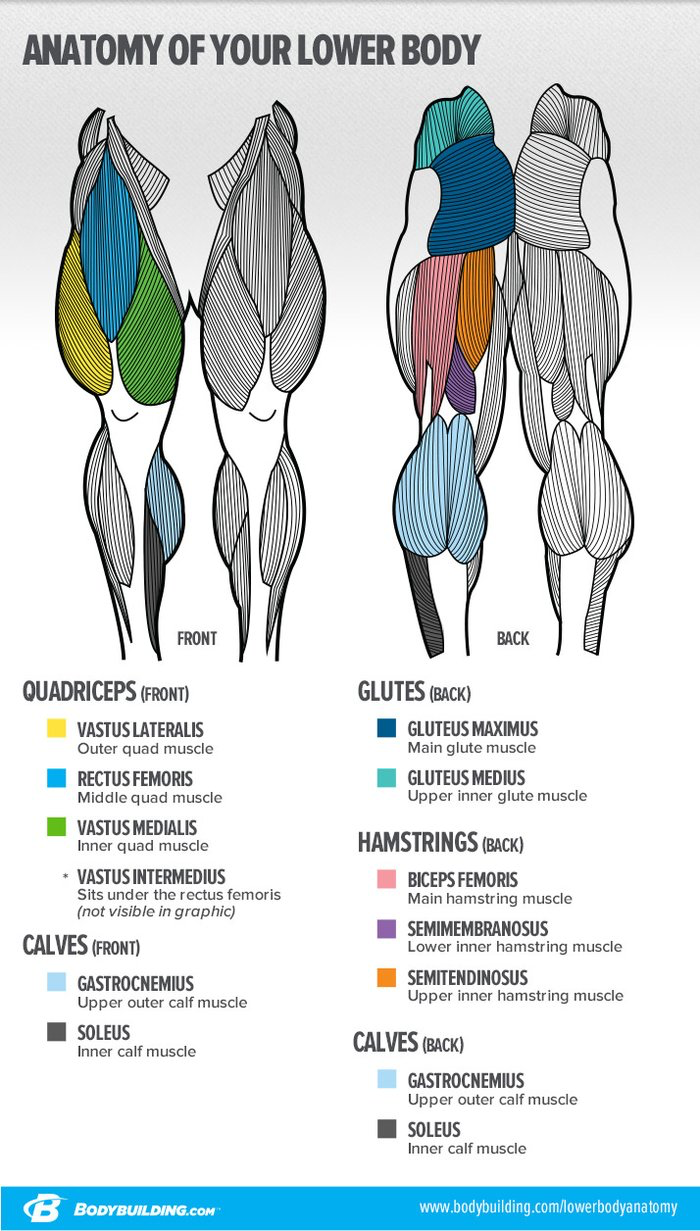 ANATOMY OF YOUR LOWER BODY
FRONT
BACK
QUADRICEPS (FRONT)
VASTUS LATERALIS
Outer quad muscle
RECTUS FEMORIS
Middle quad muscle
VASTUS MEDIALIS
Inner quad muscle
* VASTUS INTERMEDIUS
Sits under the rectus femoris
(not visible in graphic)
CALVES (FRONT)
GASTROCNEMIUS
Upper outer calf muscle
SOLEUS
Inner calf muscle
GLUTES (BACK)
GLUTEUS MAXIMUS
Main glute muscle
GLUTEUS MEDIUS
Upper inner glute muscle
HAMSTRINGS (BACK)
BICEPS FEMORIS
Main hamstring muscle
SEMIMEMBRANOSUS
Lower inner hamstring muscle
SEMITENDINOSUS
Upper inner hamstring muscle
CALVES (BACK)
GASTROCNEMIUS
Upper outer calf muscle
SOLEUS
Inner calf muscle
B BODYBUILDING.COM
www.bodybuilding.com/lowerbodyanatomy